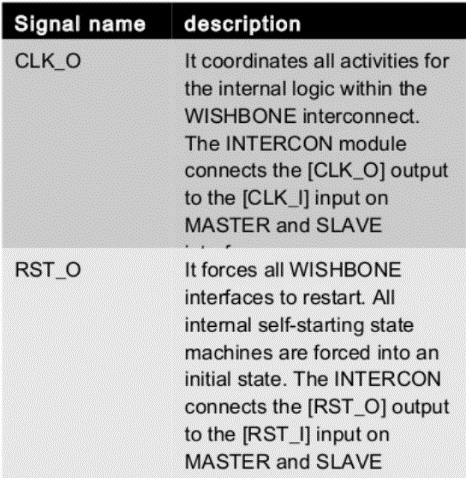 Signal name description
CLK_O It coordinates all activities for
the internal logic within the
WISHBONE interconnect.
The INTERCON module
connects the [CLK_O] output
to the [CLK_I] input on
MASTER and SLAVE
RST_O It forces all WISHBONE
interfaces to restart. All
internal self-starting state
machines are forced into an
initial state. The INTERCON
connects the [RST_O] output
to the [RST_I] input on
MASTER and SLAVE